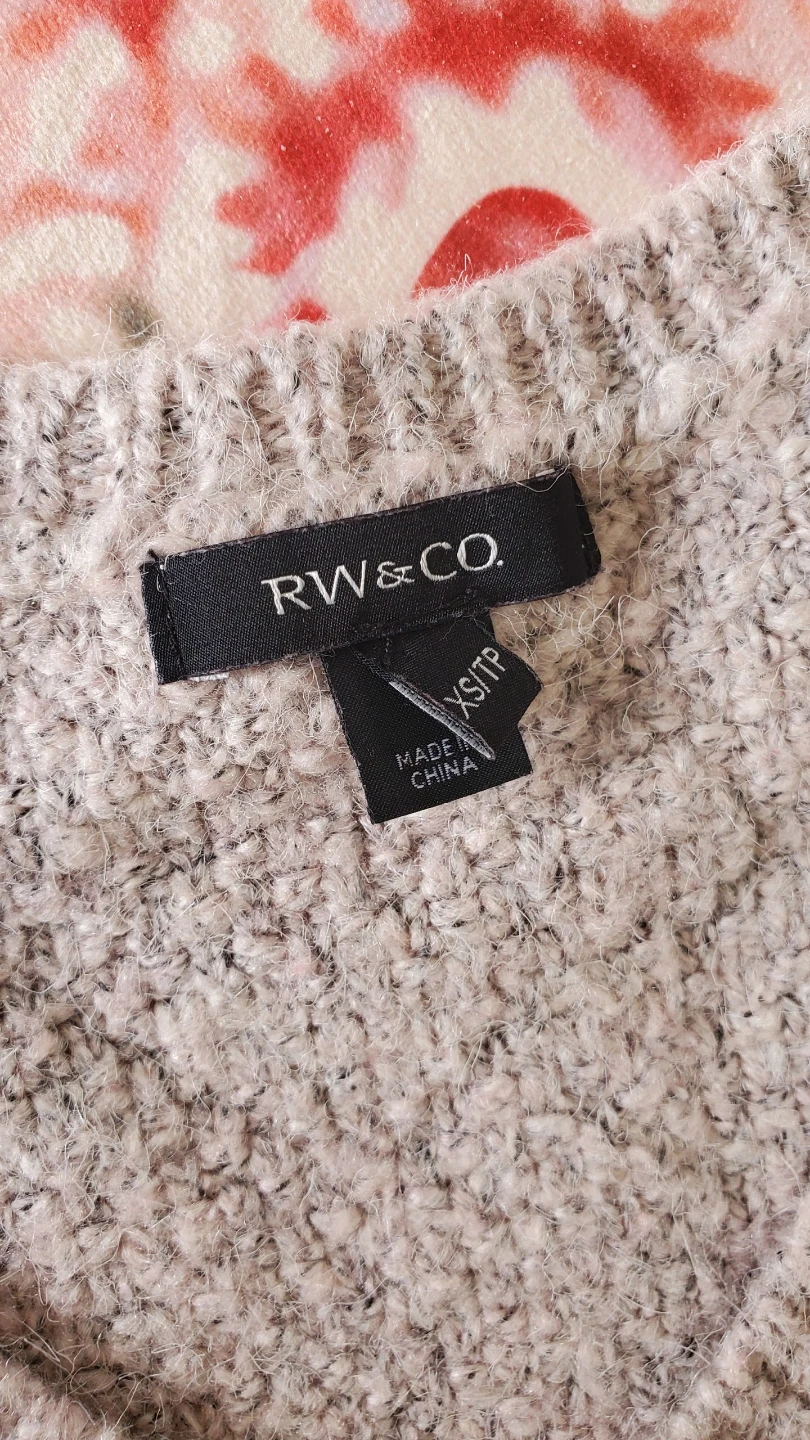 RW&CO.
XS/TP
MADE IN
CHINA